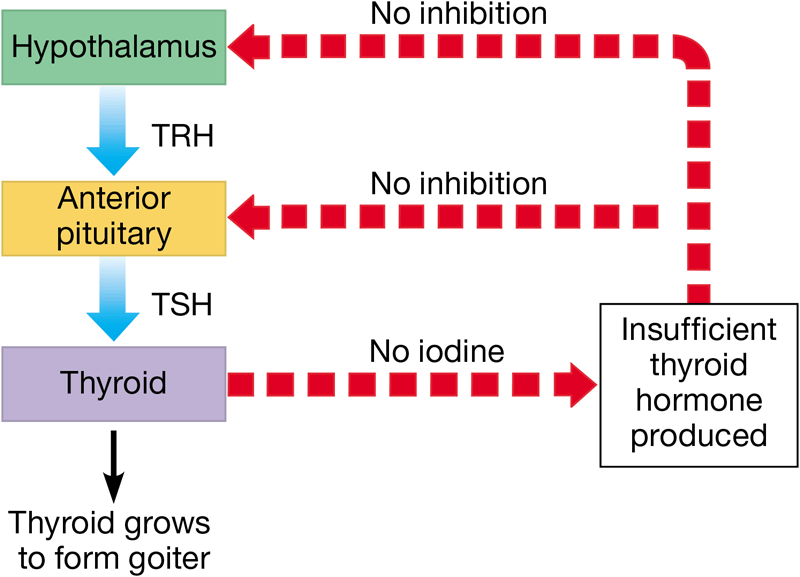 No inhibition
Hypothalamus
TRH
No inhibition
Anterior
pituitary
TSH
No iodine
Thyroid
Insufficient
thyroid
hormone
produced
Thyroid grows
to form goiter